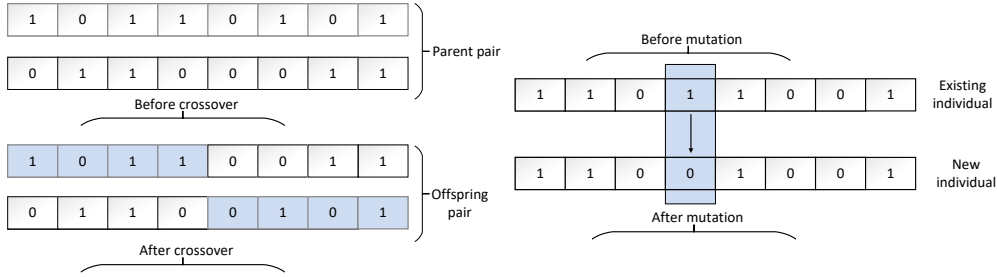 1 0 1 1 0 1 0 1
Parent pair
0 1 1 0 0 0 1 1
Before crossover
1 0 1 1 0 0 1 1
Offspring
pair
0 1 1 0 0 1 0 1
After crossover
Before mutation
1 1 0 1 1 0 0 1
Existing
individual
1 1 0 0 1 0 0 1
New
individual
After mutation